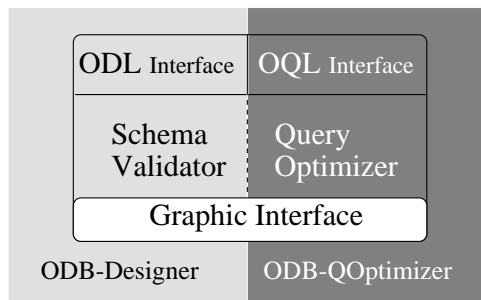 ODL Interface OQL Interface
Schema Query
Validator Optimizer
Graphic Interface
ODB-Designer ODB-QOptimizer